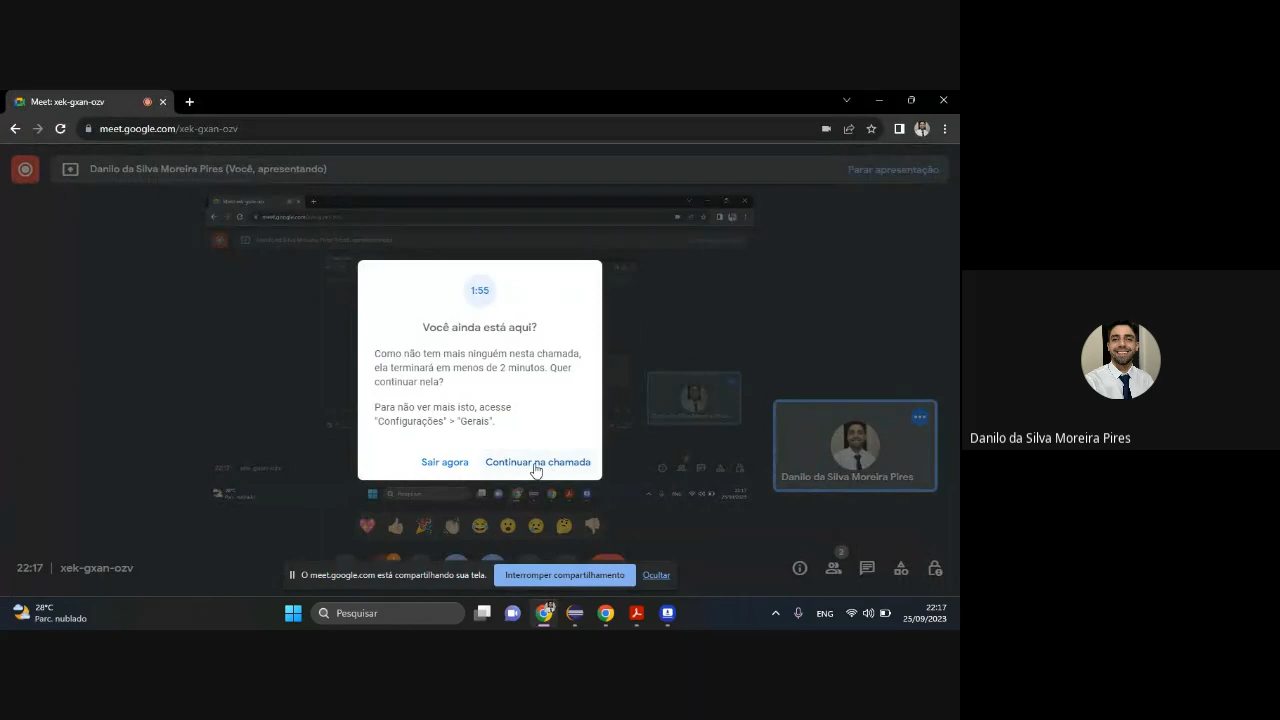 Meet: xek-gxan-ozv
meet.google.com/xek-gxan-ozv
Danilo da Silva Moreira Pires (Você, apresentando)
Parar apresentação
1:55
Você ainda está aqui?
Como não tem mais ninguém nesta chamada,
ela terminará em menos de 2 minutos. Quer
continuar nela?
Para não ver mais isto, acesse
"Configurações" > "Gerais".
Sair agora
Continuar na chamada
Danilo da Silva Moreira Pires
Danilo da Silva Moreira Pires
22:17 | xek-gxan-ozv
2
O meet.google.com está compartilhando sua tela.
Interromper compartilhamento
Ocultar
28°C
Parc. nublado
Pesquisar
ENG
22:17
25/09/2023